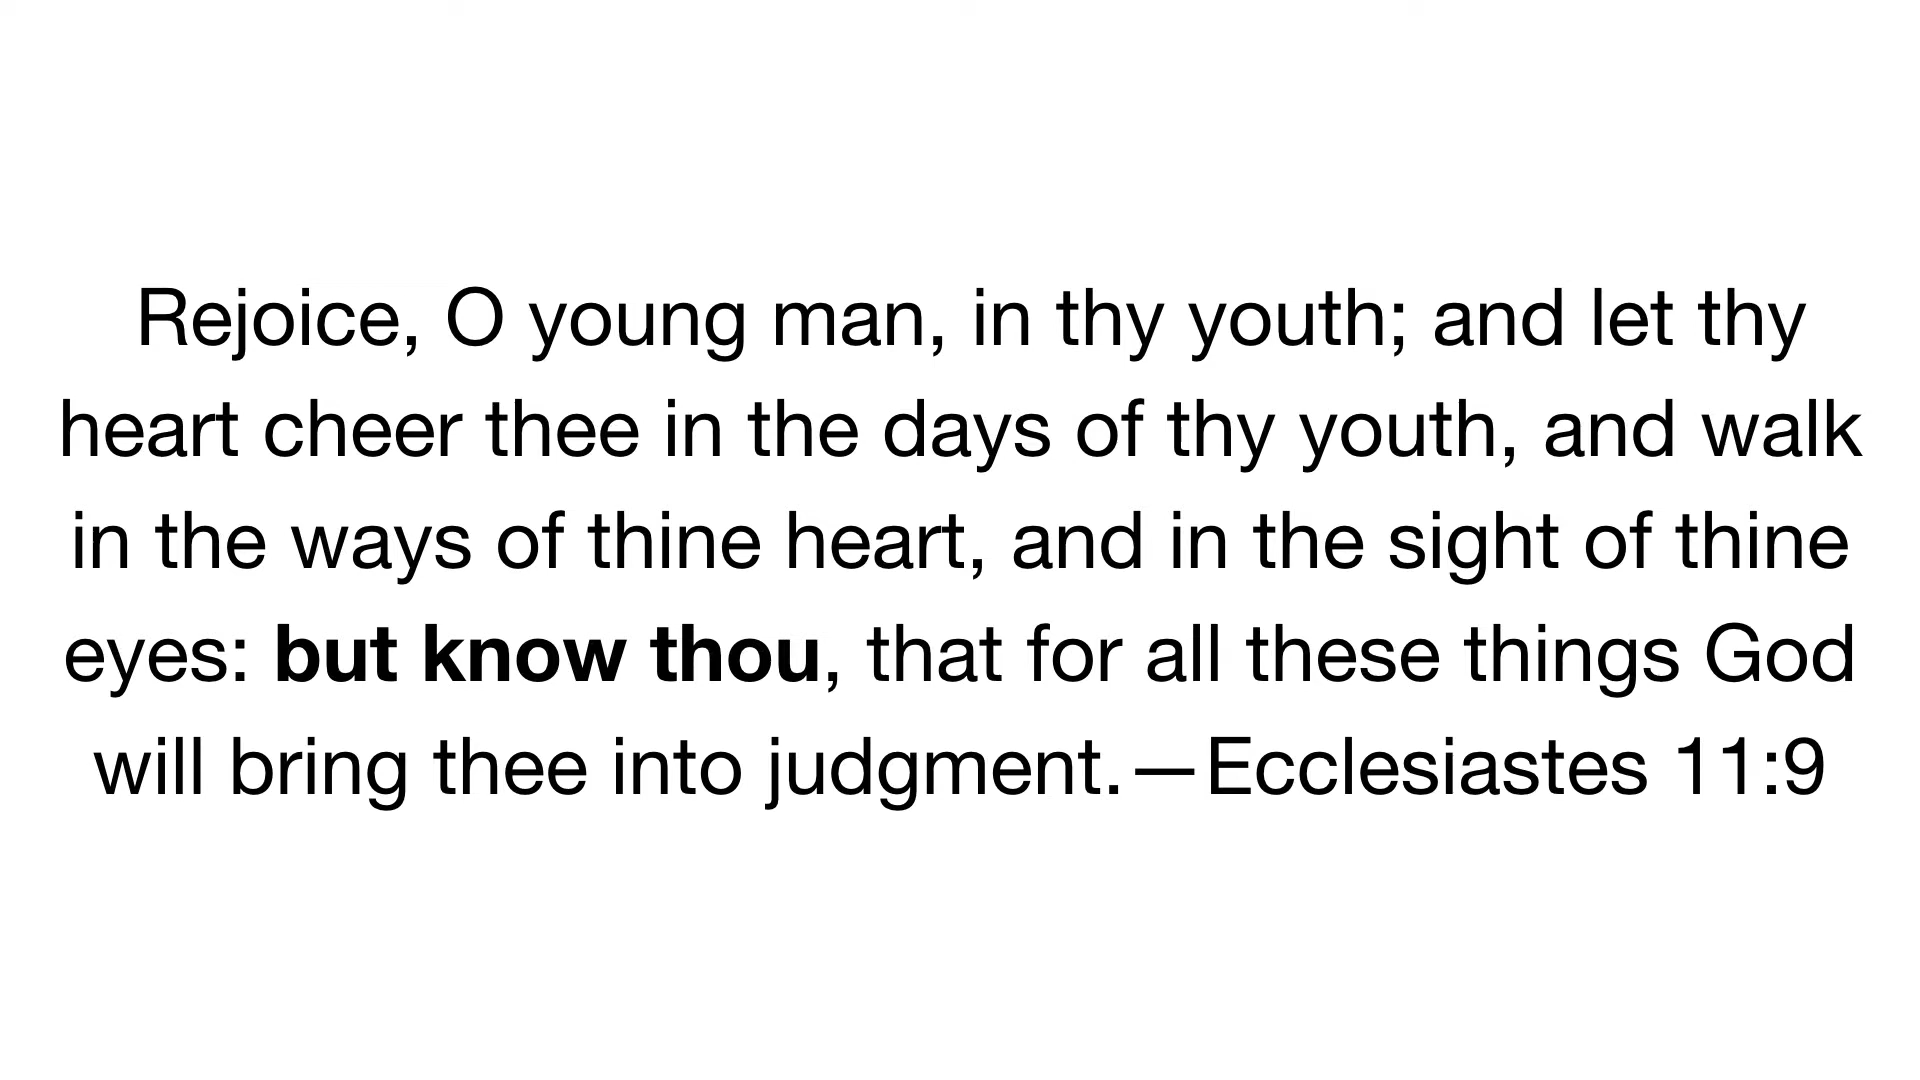 Rejoice, O young man, in thy youth; and let thy
heart cheer thee in the days of thy youth, and walk
in the ways of thine heart, and in the sight of thine
eyes: but know thou, that for all these things God
will bring thee into judgment.—Ecclesiastes 11:9